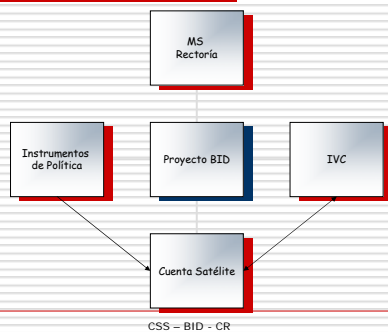 MS
Rectoría
Instrumentos
de Política
Proyecto BID
IVC
Cuenta Satélite
CSS – BID - CR